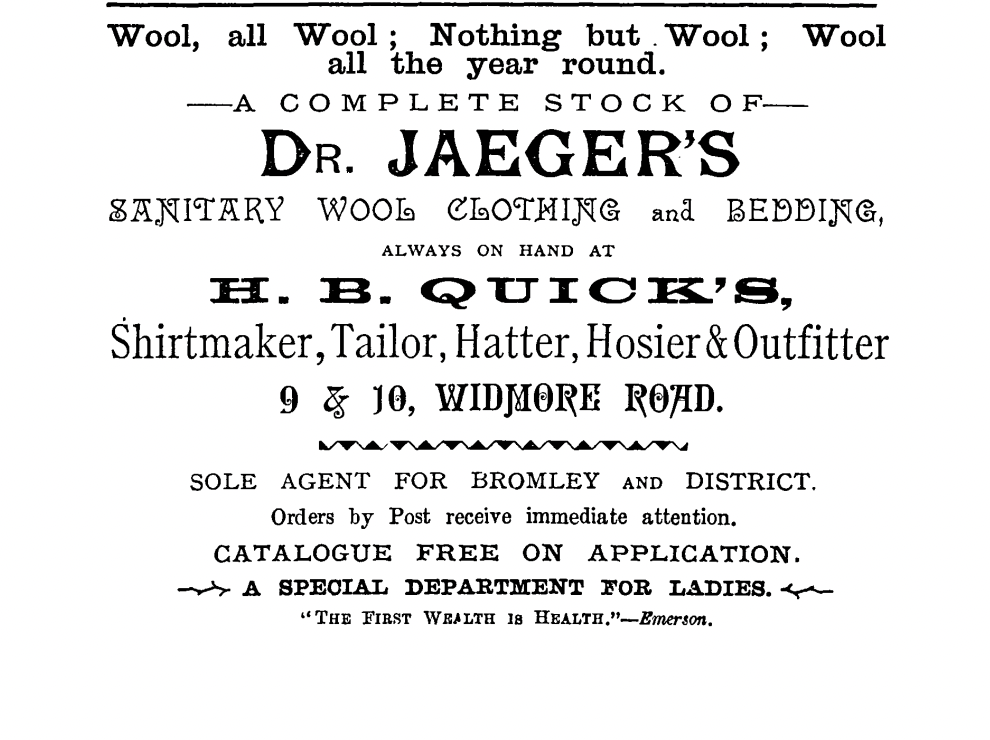 Wool, all Wool; Nothing but Wool; Wool
all the year round.
—A COMPLETE STOCK OF—
DR. JAEGER'S
SANITARY WOOL CLOTHING and BEDDING,
ALWAYS ON HAND AT
H. B. QUICK'S,
Shirtmaker, Tailor, Hatter, Hosier & Outfitter
9 & 10, WIDMORE ROAD.
SOLE AGENT FOR BROMLEY AND DISTRICT.
Orders by Post receive immediate attention.
CATALOGUE FREE ON APPLICATION.
A SPECIAL DEPARTMENT FOR LADIES.
"THE FIRST WEALTH IS HEALTH."—Emerson.